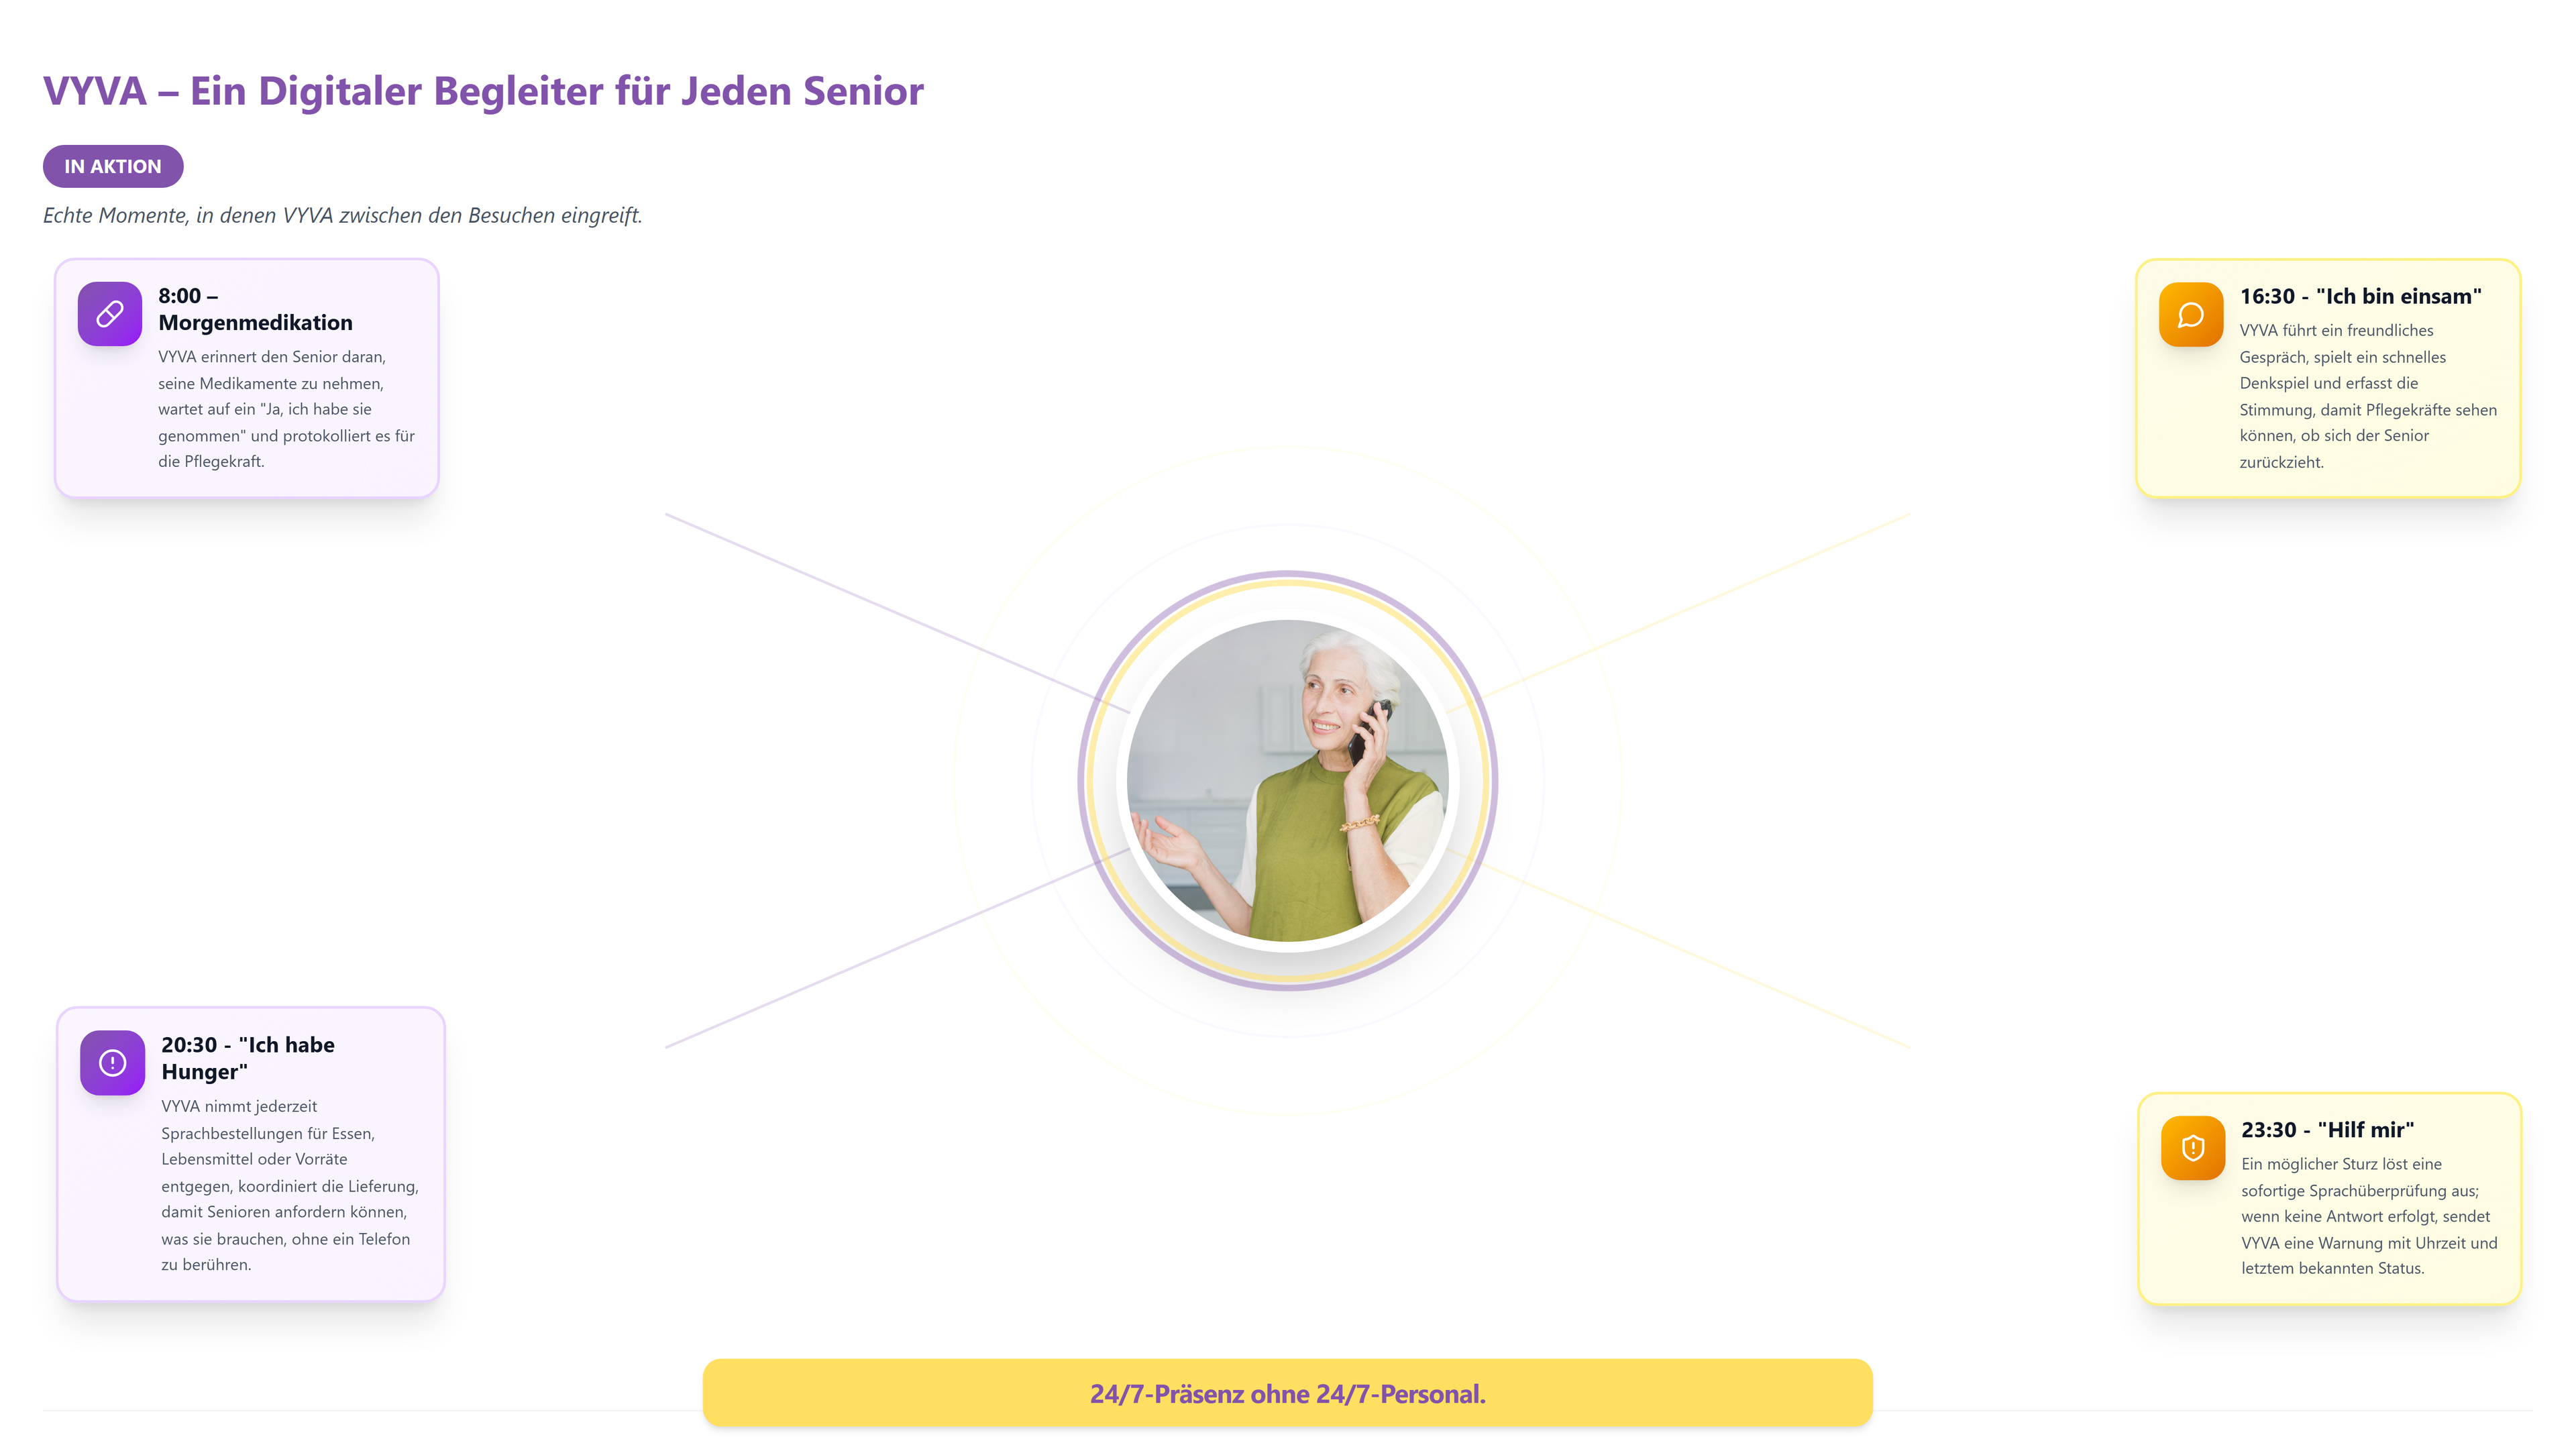 VYVA – Ein Digitaler Begleiter für Jeden Senior
IN AKTION
Echte Momente, in denen VYVA zwischen den Besuchen eingreift.
8:00 –
Morgenmedikation
VYVA erinnert den Senior daran,
seine Medikamente zu nehmen,
wartet auf ein "Ja, ich habe sie
genommen" und protokolliert es für
die Pflegekraft.
16:30 - "Ich bin einsam"
VYVA führt ein freundliches
Gespräch, spielt ein schnelles
Denkspiel und erfasst die
Stimmung, damit Pflegekräfte sehen
können, ob sich der Senior
zurückzieht.
20:30 - "Ich habe
Hunger"
VYVA nimmt jederzeit
Sprachbestellungen für Essen,
Lebensmittel oder Vorräte
entgegen, koordiniert die Lieferung,
damit Senioren anfordern können,
was sie brauchen, ohne ein Telefon
zu berühren.
23:30 - "Hilf mir"
Ein möglicher Sturz löst eine
sofortige Sprachüberprüfung aus;
wenn keine Antwort erfolgt, sendet
VYVA eine Warnung mit Uhrzeit und
letztem bekannten Status.
24/7-Präsenz ohne 24/7-Personal.